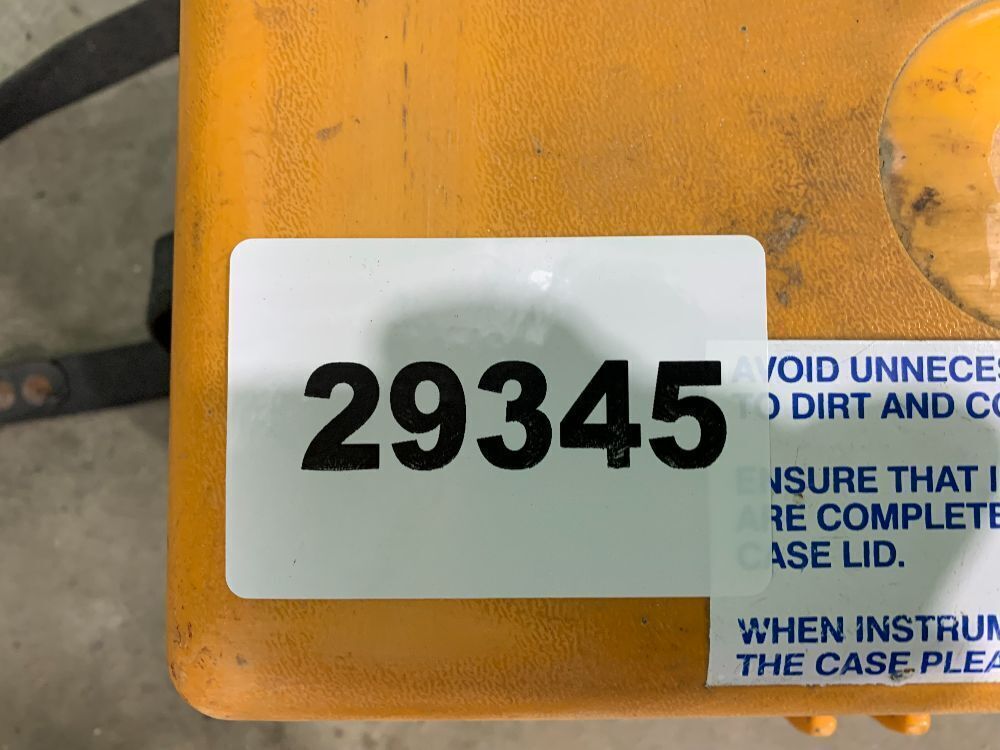 29345
AVOID UNNECES
TO DIRT AND CO
ENSURE THAT I
ARE COMPLETE
CASE LID.
WHEN INSTRUM
THE CASE PLEA